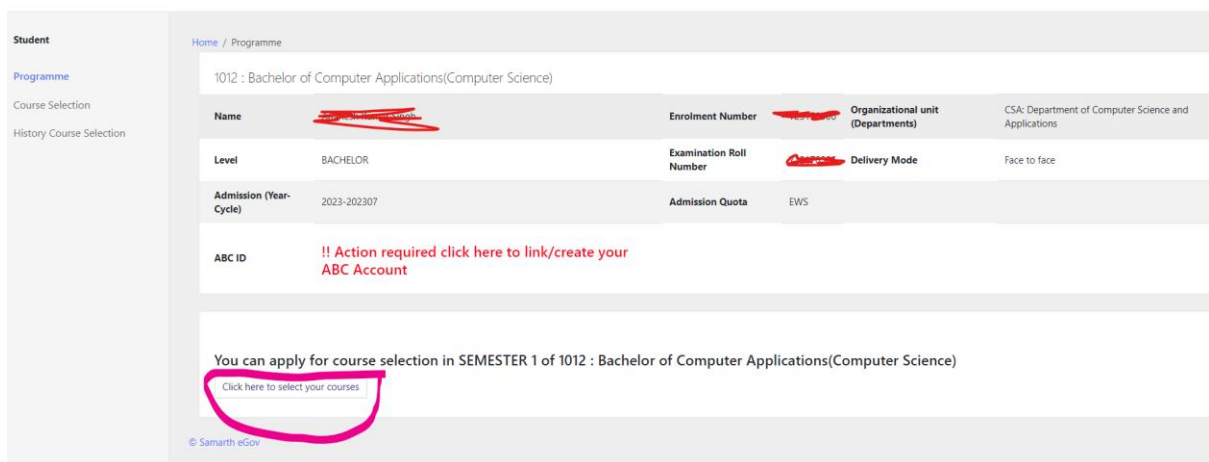 Student
Programme
Course Selection
History Course Selection
Home / Programme
1012 : Bachelor of Computer Applications(Computer Science)
Name Enrolment Number Organizational unit (Departments) CSA: Department of Computer Science and Applications
Level BACHELOR Examination Roll Number Delivery Mode Face to face
Admission (Year-Cycle) 2023-202307 Admission Quota EWS
ABC ID !! Action required click here to link/create your
ABC Account
You can apply for course selection in SEMESTER 1 of 1012 : Bachelor of Computer Applications(Computer Science)
Click here to select your courses
© Samarth eGov